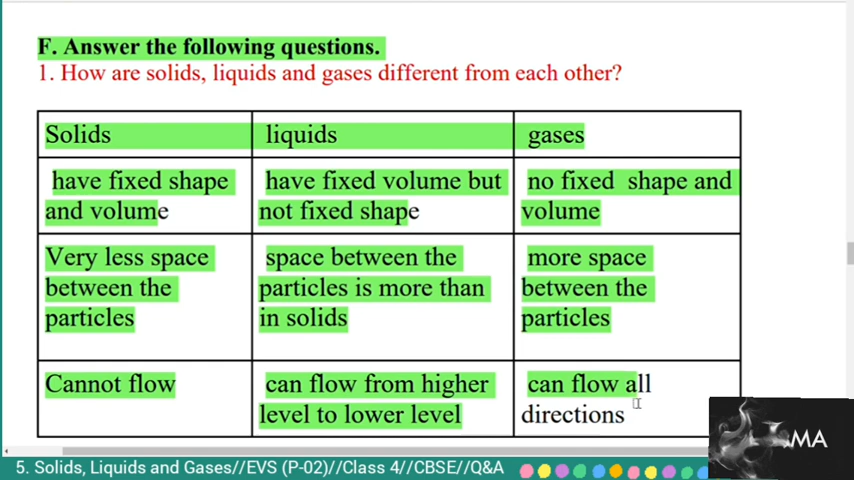 F. Answer the following questions.
1. How are solids, liquids and gases different from each other?
Solids
liquids
gases
have fixed shape
and volume
have fixed volume but
not fixed shape
no fixed shape and
volume
Very less space
between the
particles
space between the
particles is more than
in solids
more space
between the
particles
Cannot flow
can flow from higher
level to lower level
can flow all
directions
MA
5. Solids, Liquids and Gases//EVS (P-02)//Class 4//CBSE//Q&A